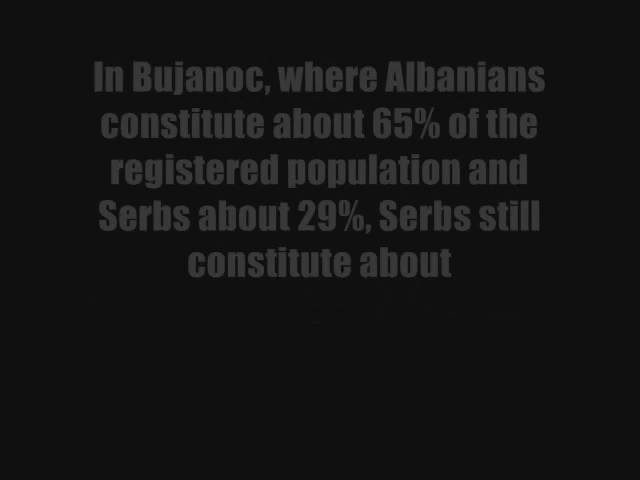 In Bujanoc, where Albanians
constitute about 65% of the
registered population and
Serbs about 29%, Serbs still
constitute about